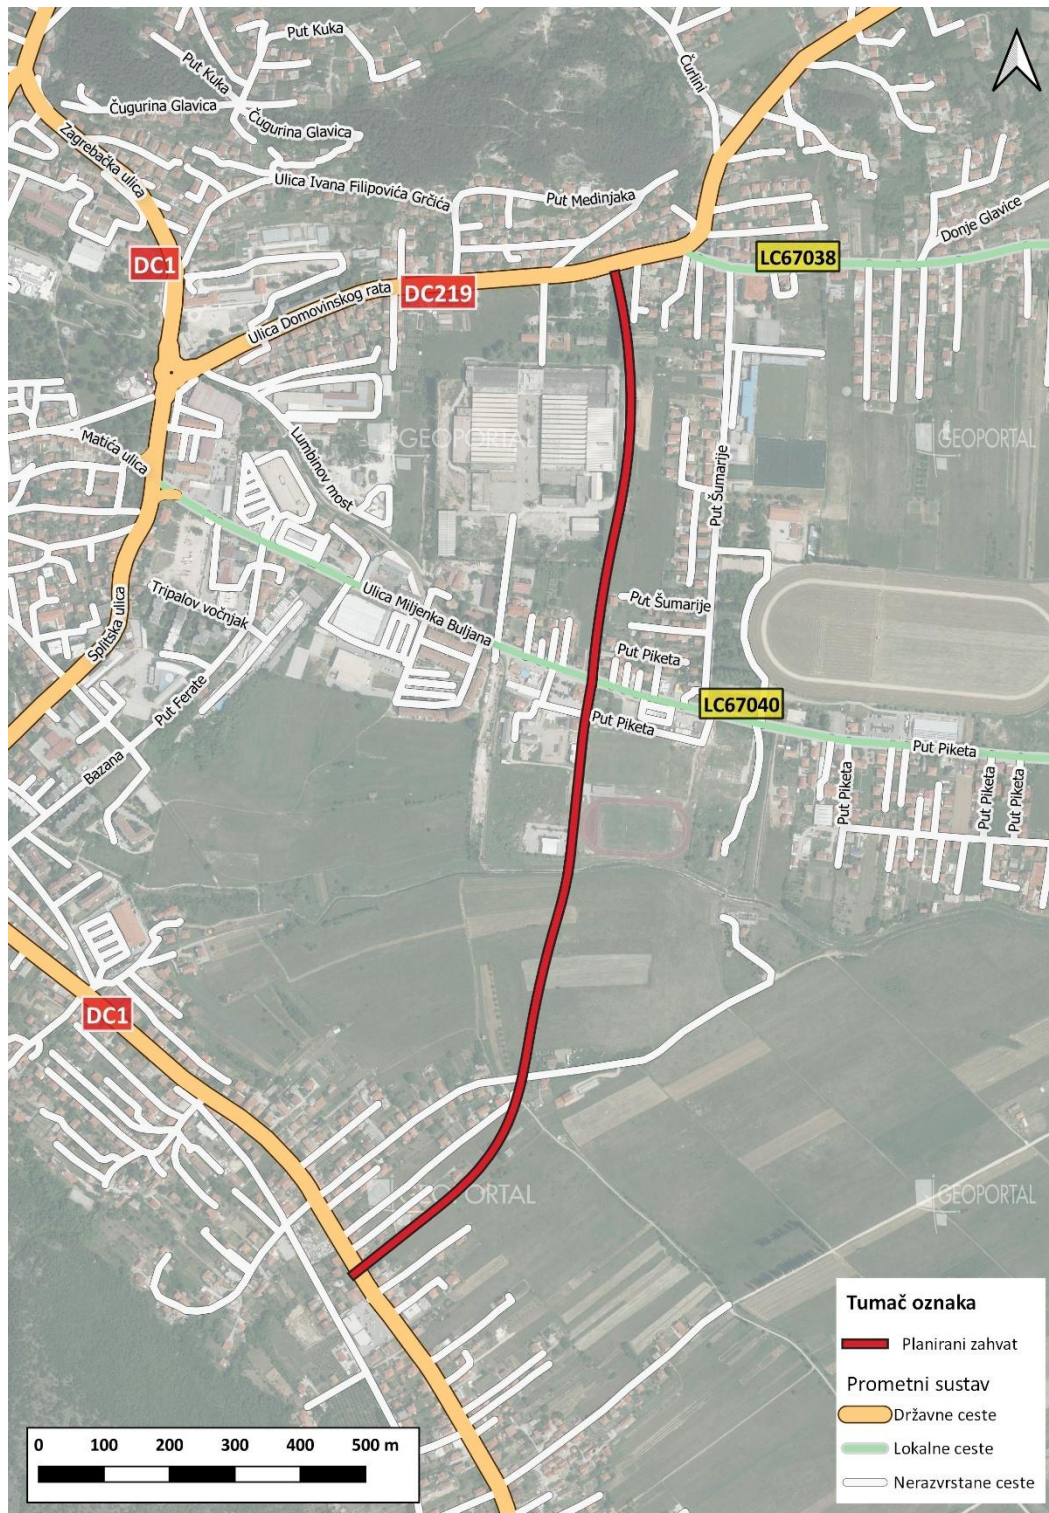 Put Kuka
Put Kuka
Čurlini
Čugurina Glavica
Čugurina Glavica
Zagrebačka ulica
Ulica Ivana Filipovića Grčića
Put Medinjaka
Donje Glavice
DC1
LC67038
DC219
Ulica Domovinskog rata
Matića ulica
Lumbinov most
GEOPORTAL
GEOPORTAL
Put Šumarije
Tripalov vočnjak
Splitska ulica
Ulica Miljenka Buljana
Put Šumarije
Put Piketa
Put Ferate
LC67040
Put Piketa
Put Piketa
Bazana
Put Piketa
Put Piketa
Put Piketa
DC1
GEOPORTAL
GEOPORTAL
Tumač oznaka
Planirani zahvat
Prometni sustav
Državne ceste
Lokalne ceste
Nerazvrstane ceste
0 100 200 300 400 500 m